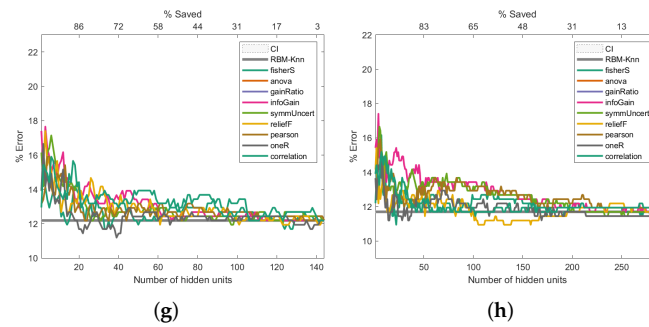 % Saved
86 72 58 44 31 17 3
22
20
18
16
14
12
10
% Error
20 40 60 80 100 120 140
Number of hidden units
CI
RBM-Knn
fisherS
anova
gainRatio
infoGain
symmUncert
reliefF
pearson
oneR
correlation
(g)
% Saved
83 65 48 31 13
22
20
18
16
14
12
10
% Error
50 100 150 200 250
Number of hidden units
CI
RBM-Knn
fisherS
anova
gainRatio
infoGain
symmUncert
reliefF
pearson
oneR
correlation
(h)